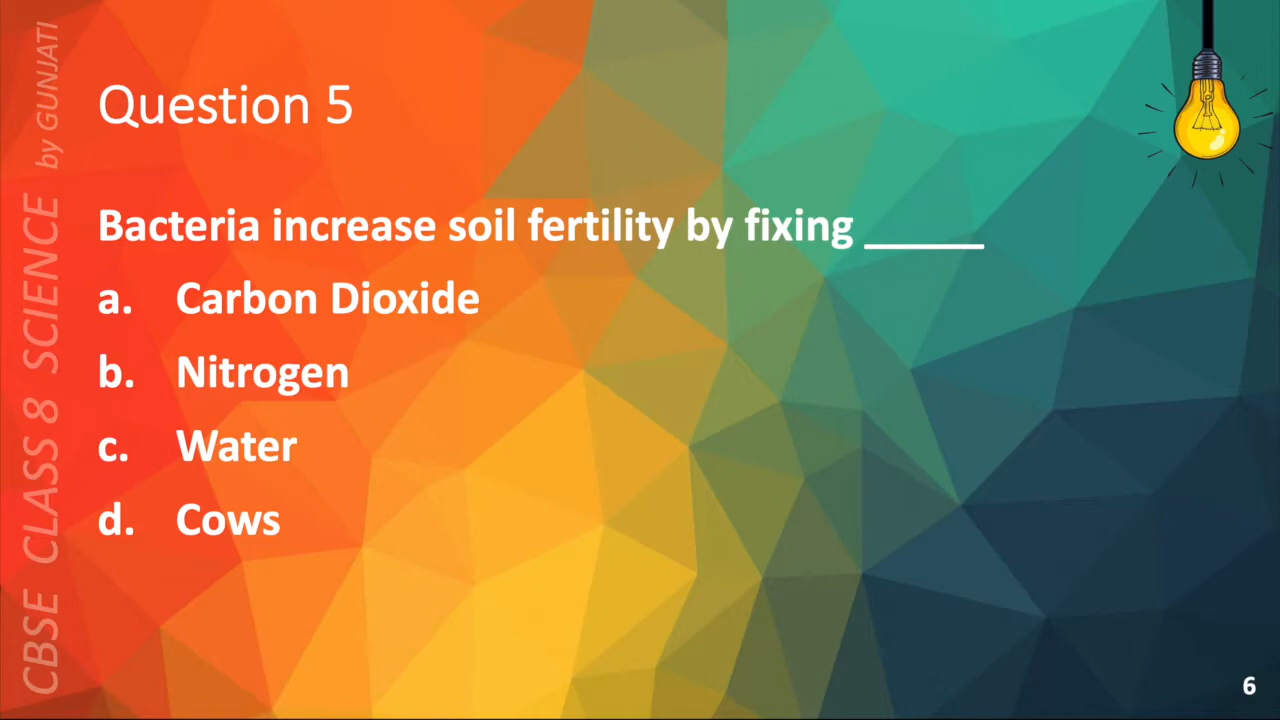 Question 5
Bacteria increase soil fertility by fixing _____
a. Carbon Dioxide
b. Nitrogen
c. Water
d. Cows
CBSE CLASS 8 SCIENCE by GUNJATI
6